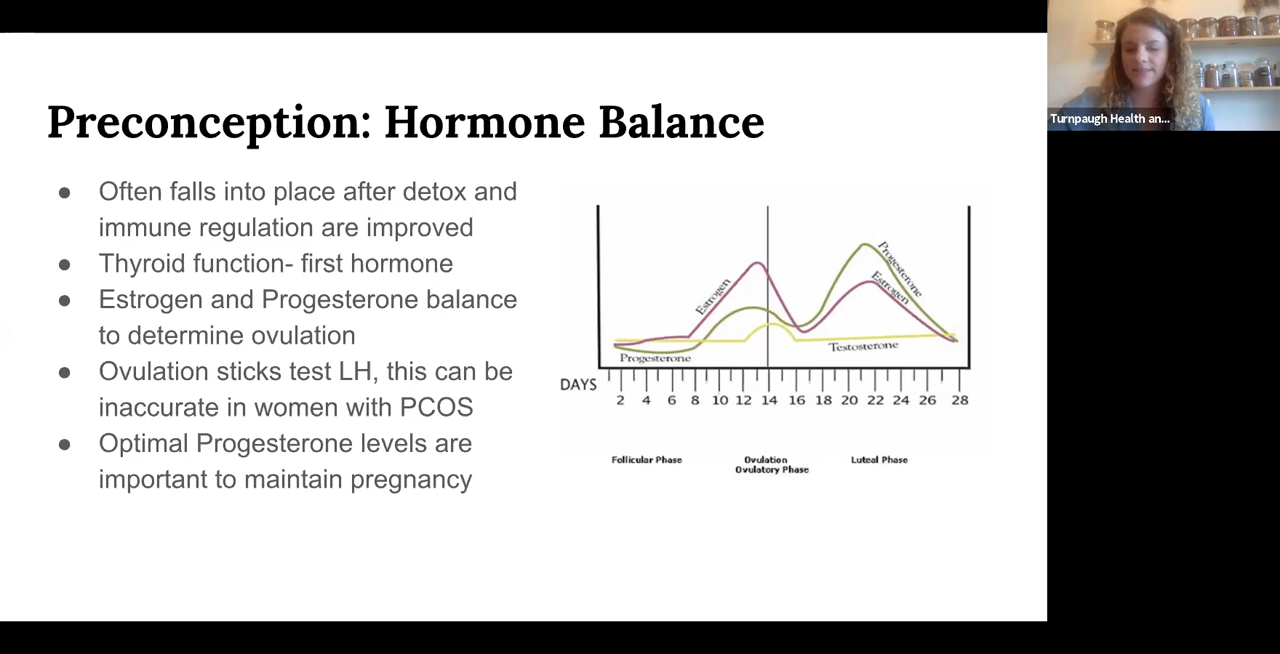 Preconception: Hormone Balance
● Often falls into place after detox and
immune regulation are improved
● Thyroid function- first hormone
● Estrogen and Progesterone balance
to determine ovulation
● Ovulation sticks test LH, this can be
inaccurate in women with PCOS
● Optimal Progesterone levels are
important to maintain pregnancy
Estrogen
Progesterone
Estrogen
Progesterone
Testosterone
DAYS
2 4 6 8 10 12 14 16 18 20 22 24 26 28
Follicular Phase
Ovulation
Ovulatory Phase
Luteal Phase
Turnpaugh Health an...